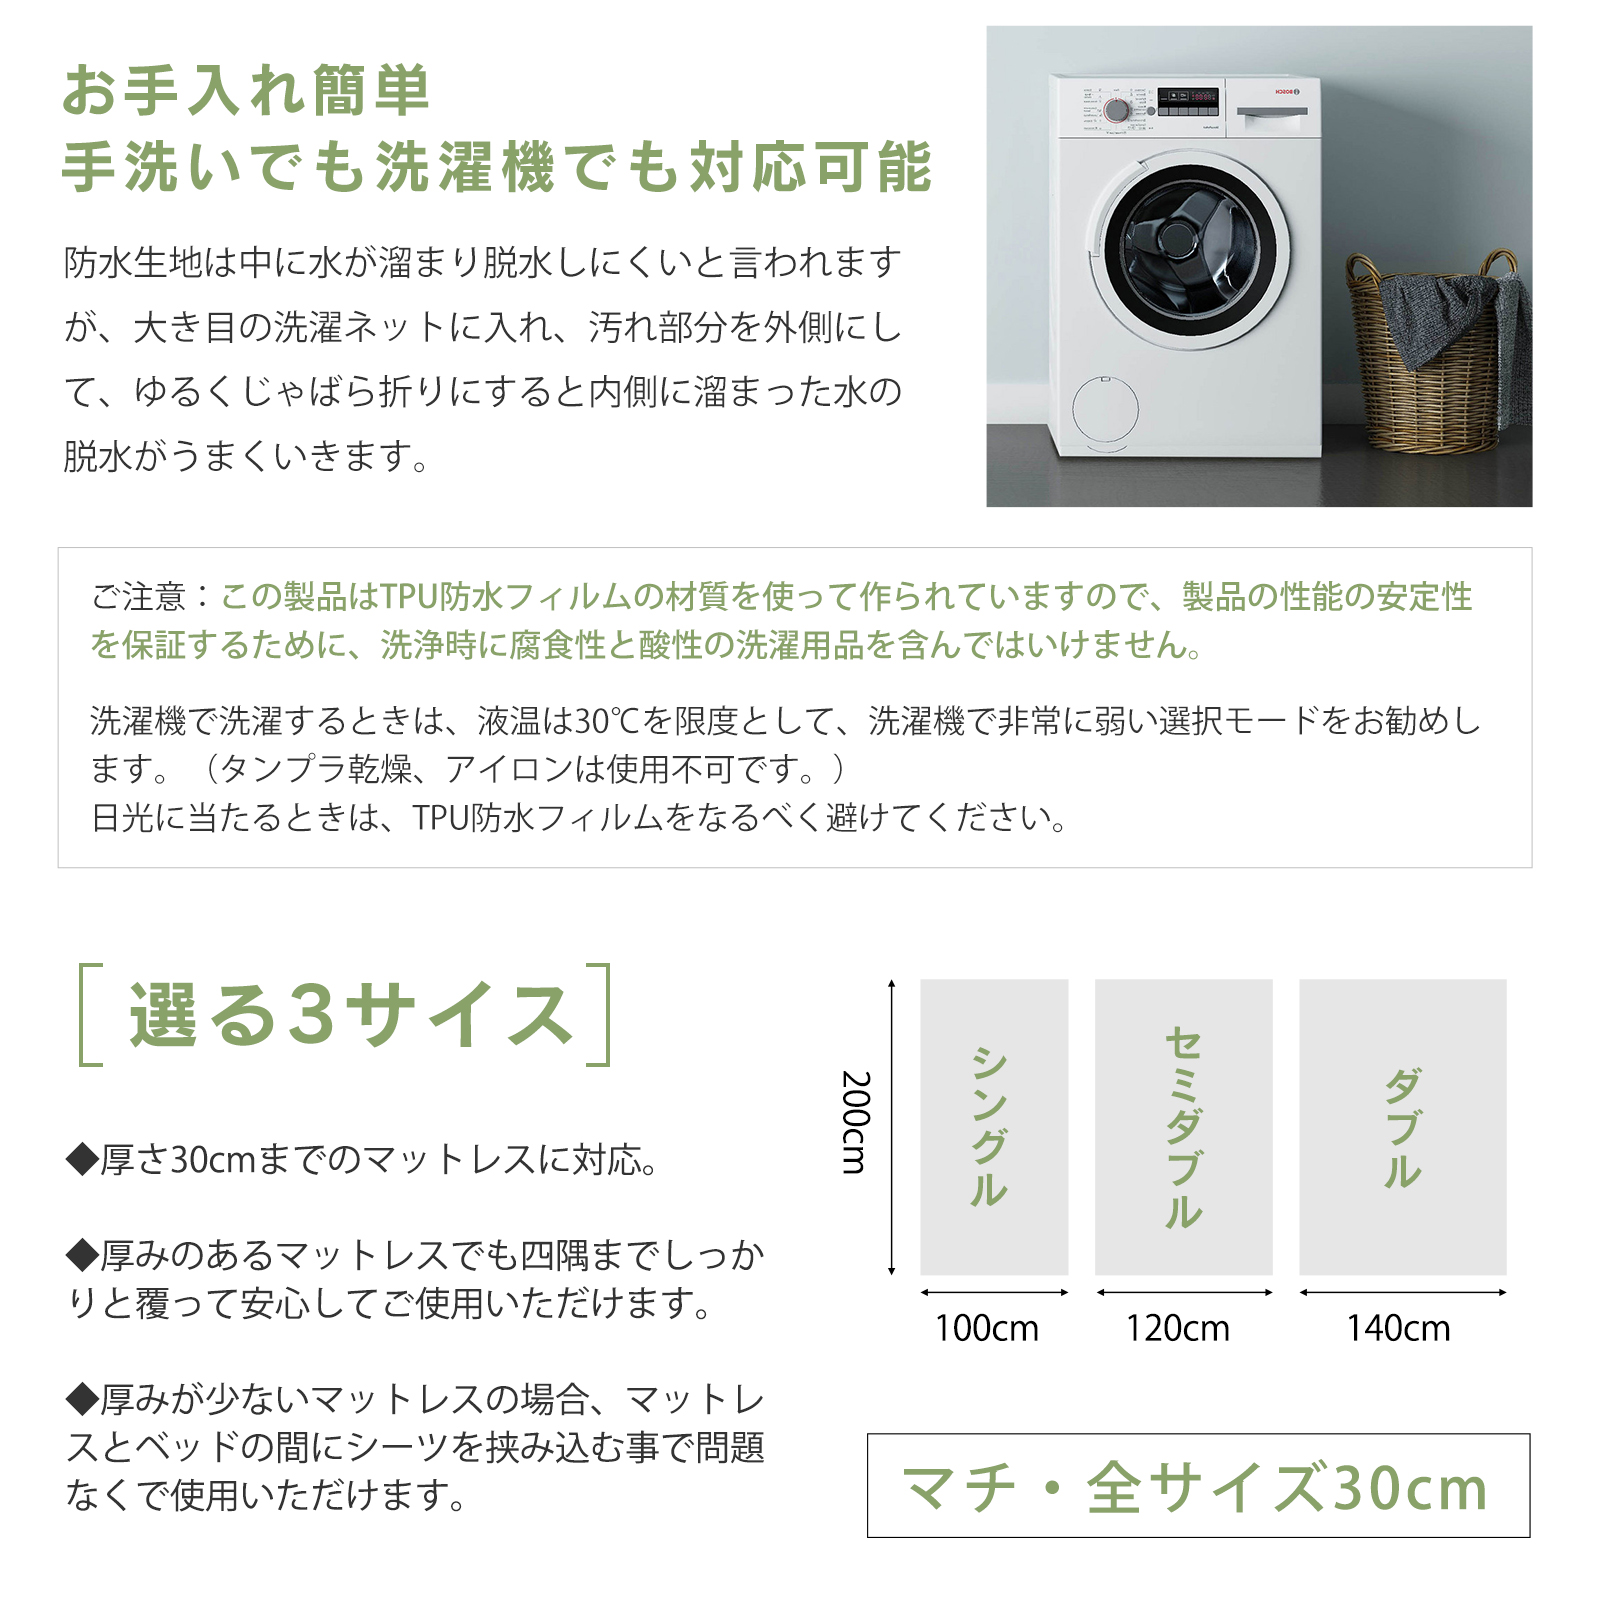 お手入れ簡単
手洗いでも洗濯機でも対応可能
防水生地は中に水が溜まり脱水しにくいと言われます
が、大き目の洗濯ネットに入れ、汚れ部分を外側にし
て、ゆるくじゃばら折りにすると内側に溜まった水の
脱水がうまくいきます。
BOSCH
ご注意：この製品はTPU防水フィルムの材質を使って作られていますので、製品の性能の安定性
を保証するために、洗浄時に腐食性と酸性の洗濯用品を含んではいけません。
洗濯機で洗濯するときは、液温は30℃を限度として、洗濯機で非常に弱い選択モードをお勧めし
ます。（タンプラ乾燥、アイロンは使用不可です。）
日光に当たるときは、TPU防水フィルムをなるべく避けてください。
選る3サイス
◆厚さ30cmまでのマットレスに対応。
◆厚みのあるマットレスでも四隅までしっか
りと覆って安心してご使用いただけます。
◆厚みが少ないマットレスの場合、マットレ
スとベッドの間にシーツを挟み込む事で問題
なくで使用いただけます。
200cm
シングル
セミダブル
ダブル
100cm
120cm
140cm
マチ・全サイズ30cm